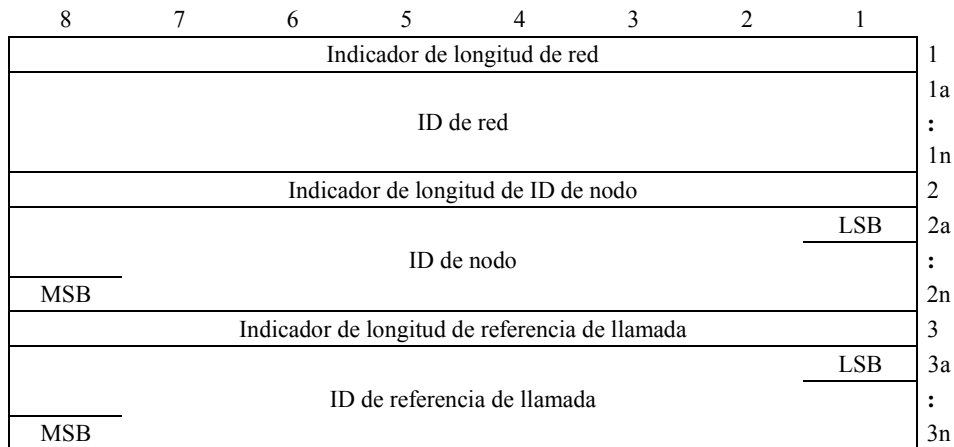 8 7 6 5 4 3 2 1
Indicador de longitud de red 1
1a
ID de red :
1n
Indicador de longitud de ID de nodo 2
LSB 2a
ID de nodo :
MSB 2n
Indicador de longitud de referencia de llamada 3
LSB 3a
ID de referencia de llamada :
MSB 3n